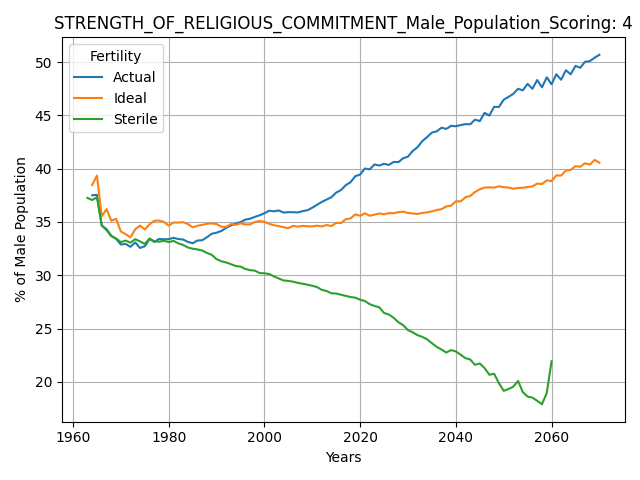 STRENGTH_OF_RELIGIOUS_COMMITMENT_Male_Population_Scoring: 4
Fertility
Actual
Ideal
Sterile
% of Male Population
50
45
40
35
30
25
20
1960 1980 2000 2020 2040 2060
Years